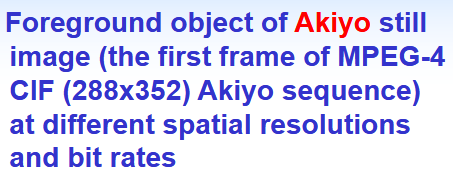 Foreground object of Akiyo still
image (the first frame of MPEG-4
CIF (288x352) Akiyo sequence)
at different spatial resolutions
and bit rates